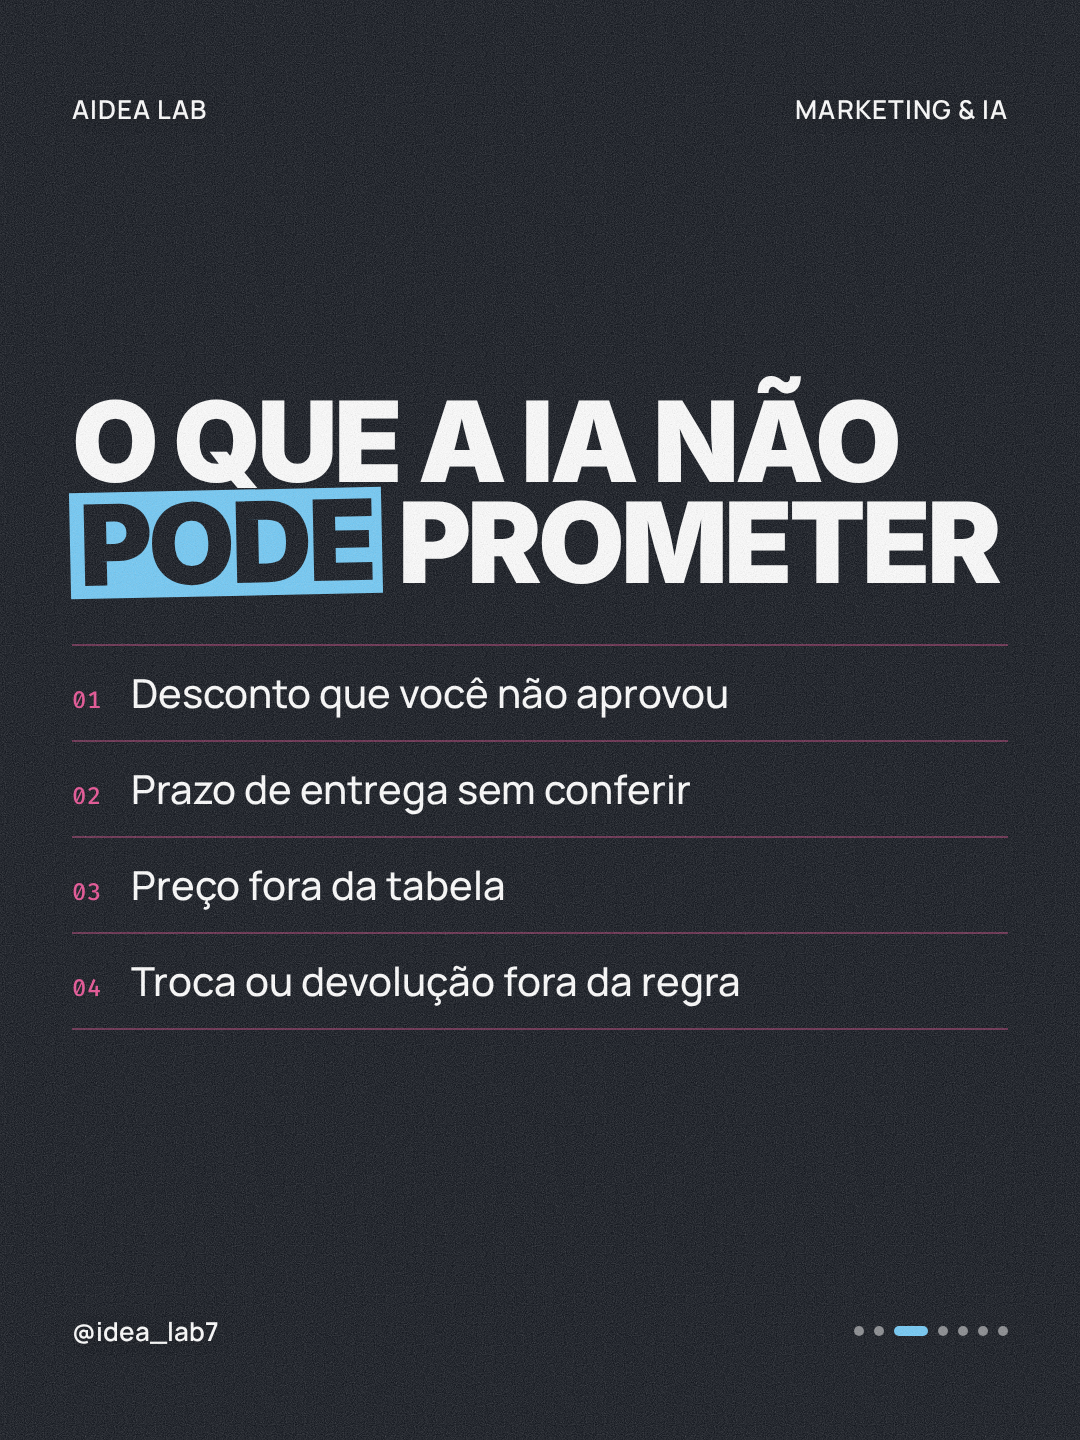 AIDEA LAB
MARKETING & IA
O QUE A IA NÃO
PODE PROMETER
01 Desconto que você não aprovou
02 Prazo de entrega sem conferir
03 Preço fora da tabela
04 Troca ou devolução fora da regra
@idea_lab7